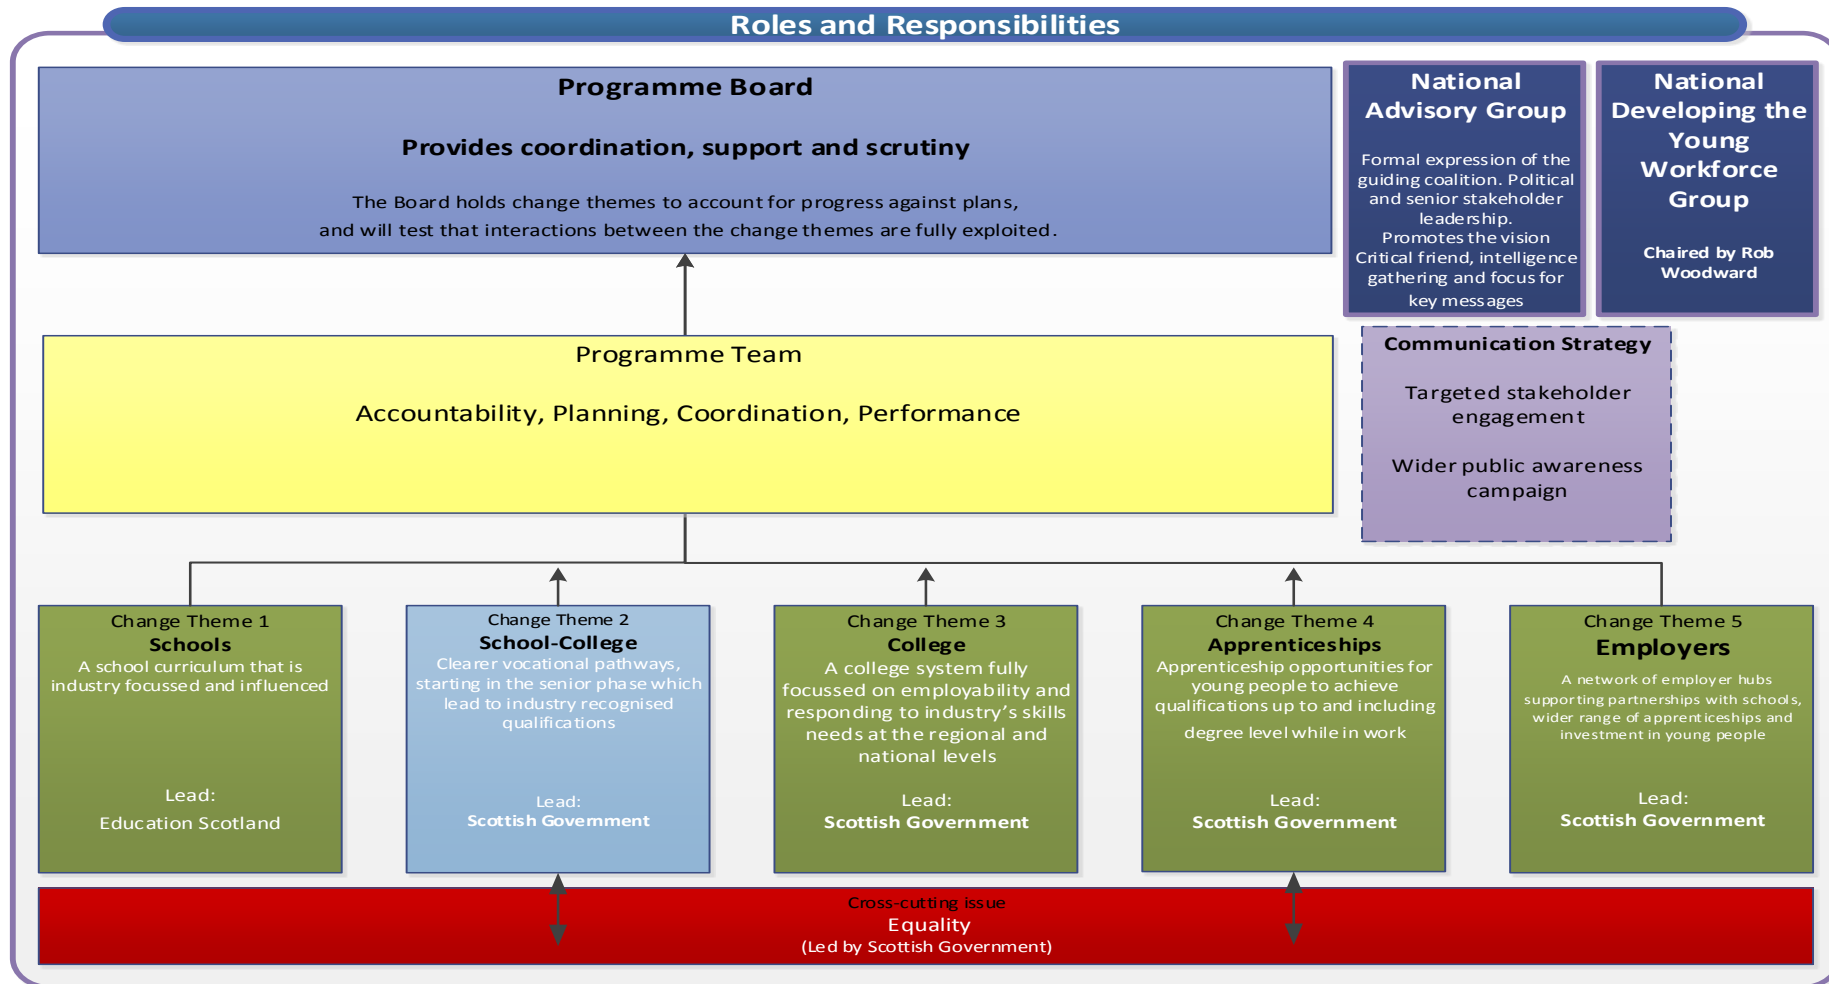 Roles and Responsibilities
Programme Board
Provides coordination, support and scrutiny
The Board holds change themes to account for progress against plans,
and will test that interactions between the change themes are fully exploited.
National
Advisory Group
Formal expression of the
guiding coalition. Political
and senior stakeholder
leadership.
Promotes the vision
Critical friend, intelligence
gathering and focus for
key messages
National
Developing the
Young
Workforce
Group
Chaired by Rob
Woodward
Programme Team
Accountability, Planning, Coordination, Performance
Communication Strategy
Targeted stakeholder
engagement
Wider public awareness
campaign
Change Theme 1
Schools
A school curriculum that is
industry focussed and influenced
Lead:
Education Scotland
Change Theme 2
School-College
Clearer vocational pathways,
starting in the senior phase which
lead to industry recognised
qualifications
Lead:
Scottish Government
Change Theme 3
College
A college system fully
focussed on employability and
responding to industry’s skills
needs at the regional and
national levels
Lead:
Scottish Government
Change Theme 4
Apprenticeships
Apprenticeship opportunities for
young people to achieve
qualifications up to and including
degree level while in work
Lead:
Scottish Government
Change Theme 5
Employers
A network of employer hubs
supporting partnerships with schools,
wider range of apprenticeships and
investment in young people
Lead:
Scottish Government
Cross-cutting issue
Equality
(Led by Scottish Government)